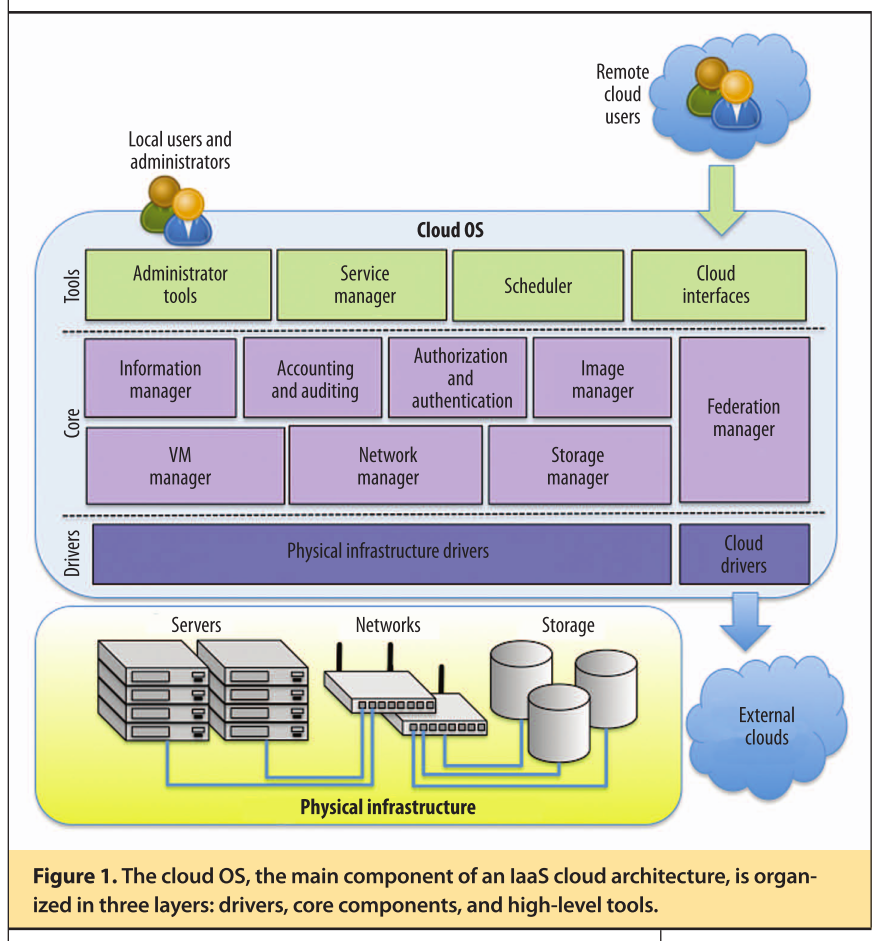 Remote
cloud
users
Local users and
administrators
Cloud OS
Tools
Administrator
tools
Service
manager
Scheduler
Cloud
interfaces
Core
Information
manager
Accounting
and auditing
Authorization
and
authentication
Image
manager
Federation
manager
VM
manager
Network
manager
Storage
manager
Drivers
Physical infrastructure drivers
Cloud
drivers
Servers
Networks
Storage
External
clouds
Physical infrastructure
Figure 1. The cloud OS, the main component of an IaaS cloud architecture, is organ-
ized in three layers: drivers, core components, and high-level tools.